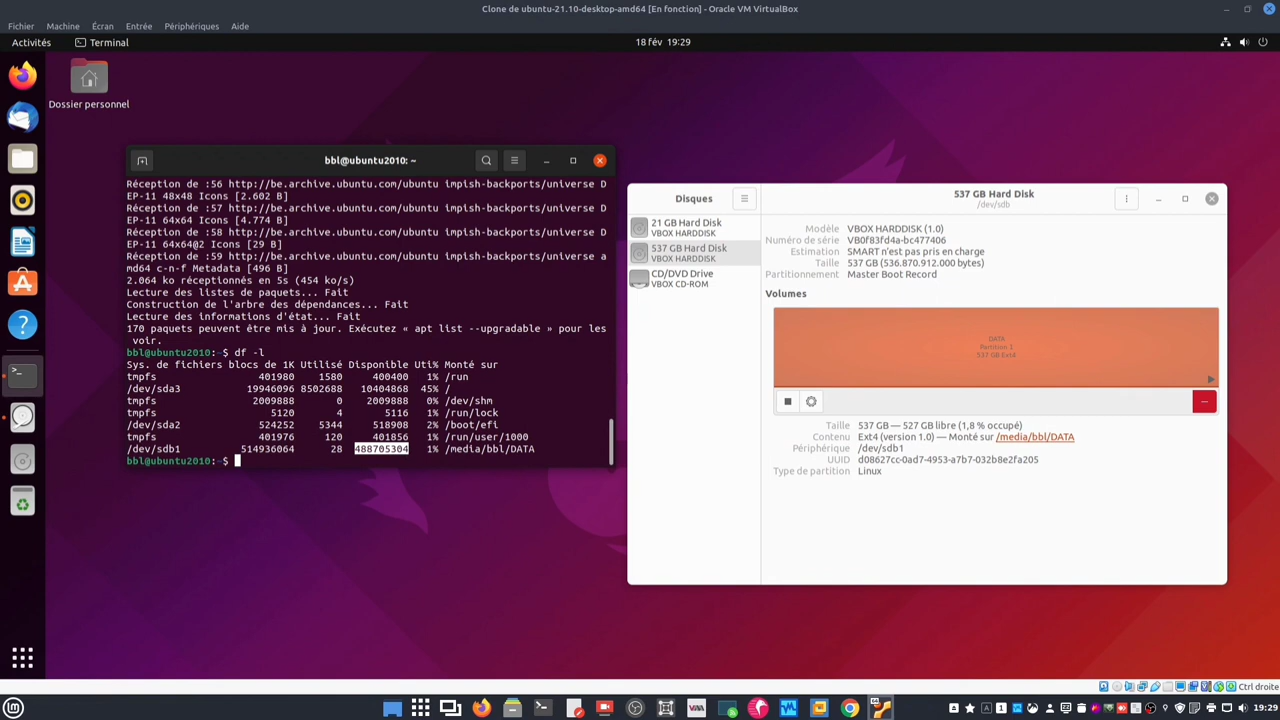 Clone de ubuntu-21.10-desktop-amd64 [En fonction] - Oracle VM VirtualBox
Fichier Machine Écran Entrée Périphériques Aide
Activités Terminal 18 fév 19:29
Dossier personnel
bbl@ubuntu2010: ~
Réception de :56 http://be.archive.ubuntu.com/ubuntu impish-backports/universe D
EP-11 48x48 Icons [2.602 B]
Réception de :57 http://be.archive.ubuntu.com/ubuntu impish-backports/universe D
EP-11 64x64 Icons [4.774 B]
Réception de :58 http://be.archive.ubuntu.com/ubuntu impish-backports/universe D
EP-11 64x64@2 Icons [29 B]
Réception de :59 http://be.archive.ubuntu.com/ubuntu impish-backports/universe a
md64 c-n-f Metadata [496 B]
2.064 ko réceptionnés en 5s (454 ko/s)
Lecture des listes de paquets... Fait
Construction de l'arbre des dépendances... Fait
Lecture des informations d'état... Fait
170 paquets peuvent être mis à jour. Exécutez « apt list --upgradable » pour les
voir.
bbl@ubuntu2010:~$ df -l
Sys. de fichiers blocs de 1K Utilisé Disponible Uti% Monté sur
tmpfs 401980 1580 400400 1% /run
/dev/sda3 19946096 8502688 10404868 45% /
tmpfs 2009888 0 2009888 0% /dev/shm
tmpfs 5120 4 5116 1% /run/lock
/dev/sda2 524252 5344 518908 2% /boot/efi
tmpfs 401976 120 401856 1% /run/user/1000
/dev/sdb1 514936064 28 488705304 1% /media/bbl/DATA
bbl@ubuntu2010:~$
Disques
21 GB Hard Disk
VBOX HARDDISK
537 GB Hard Disk
VBOX HARDDISK
CD/DVD Drive
VBOX CD-ROM
537 GB Hard Disk
/dev/sdb
Modèle VBOX HARDDISK (1.0)
Numéro de série VB0f83fd4a-bc477406
Estimation SMART n'est pas pris en charge
Taille 537 GB (536.870.912.000 bytes)
Partitionnement Master Boot Record
Volumes
DATA
Partition 1
537 GB Ext4
Taille 537 GB — 527 GB libre (1,8 % occupé)
Contenu Ext4 (version 1.0) — Monté sur /media/bbl/DATA
Périphérique /dev/sdb1
UUID d08627cc-0ad7-4953-a7b7-032b8e2fa205
Type de partition Linux
Ctrl droite
19:29